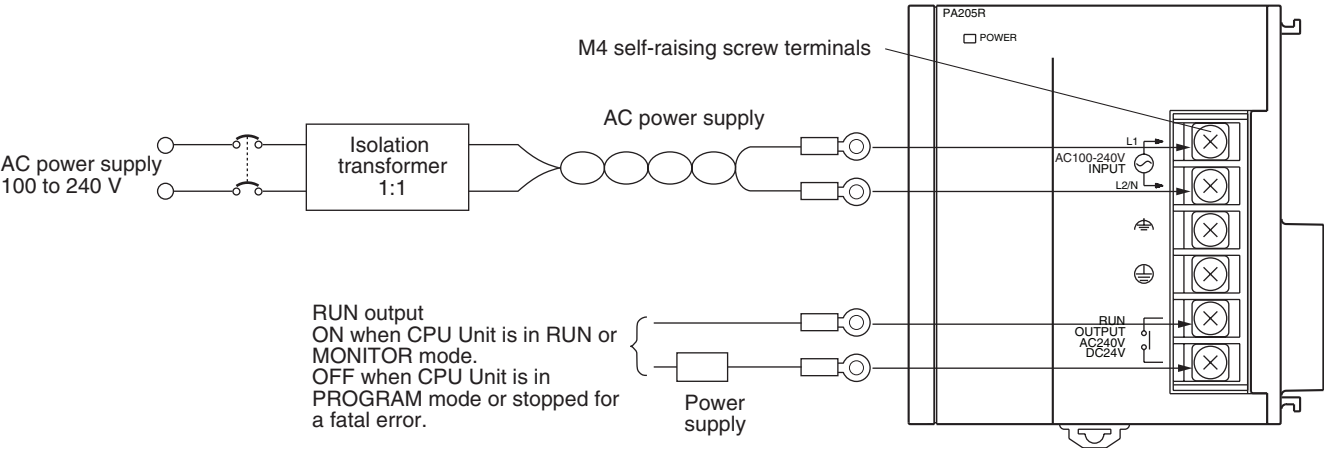 PA205R
POWER
M4 self-raising screw terminals
AC power supply
AC power supply
100 to 240 V
Isolation
transformer
1:1
L1
AC100-240V
INPUT
L2/N
RUN output
ON when CPU Unit is in RUN or
MONITOR mode.
OFF when CPU Unit is in
PROGRAM mode or stopped for
a fatal error.
Power
supply
RUN
OUTPUT
AC240V
DC24V